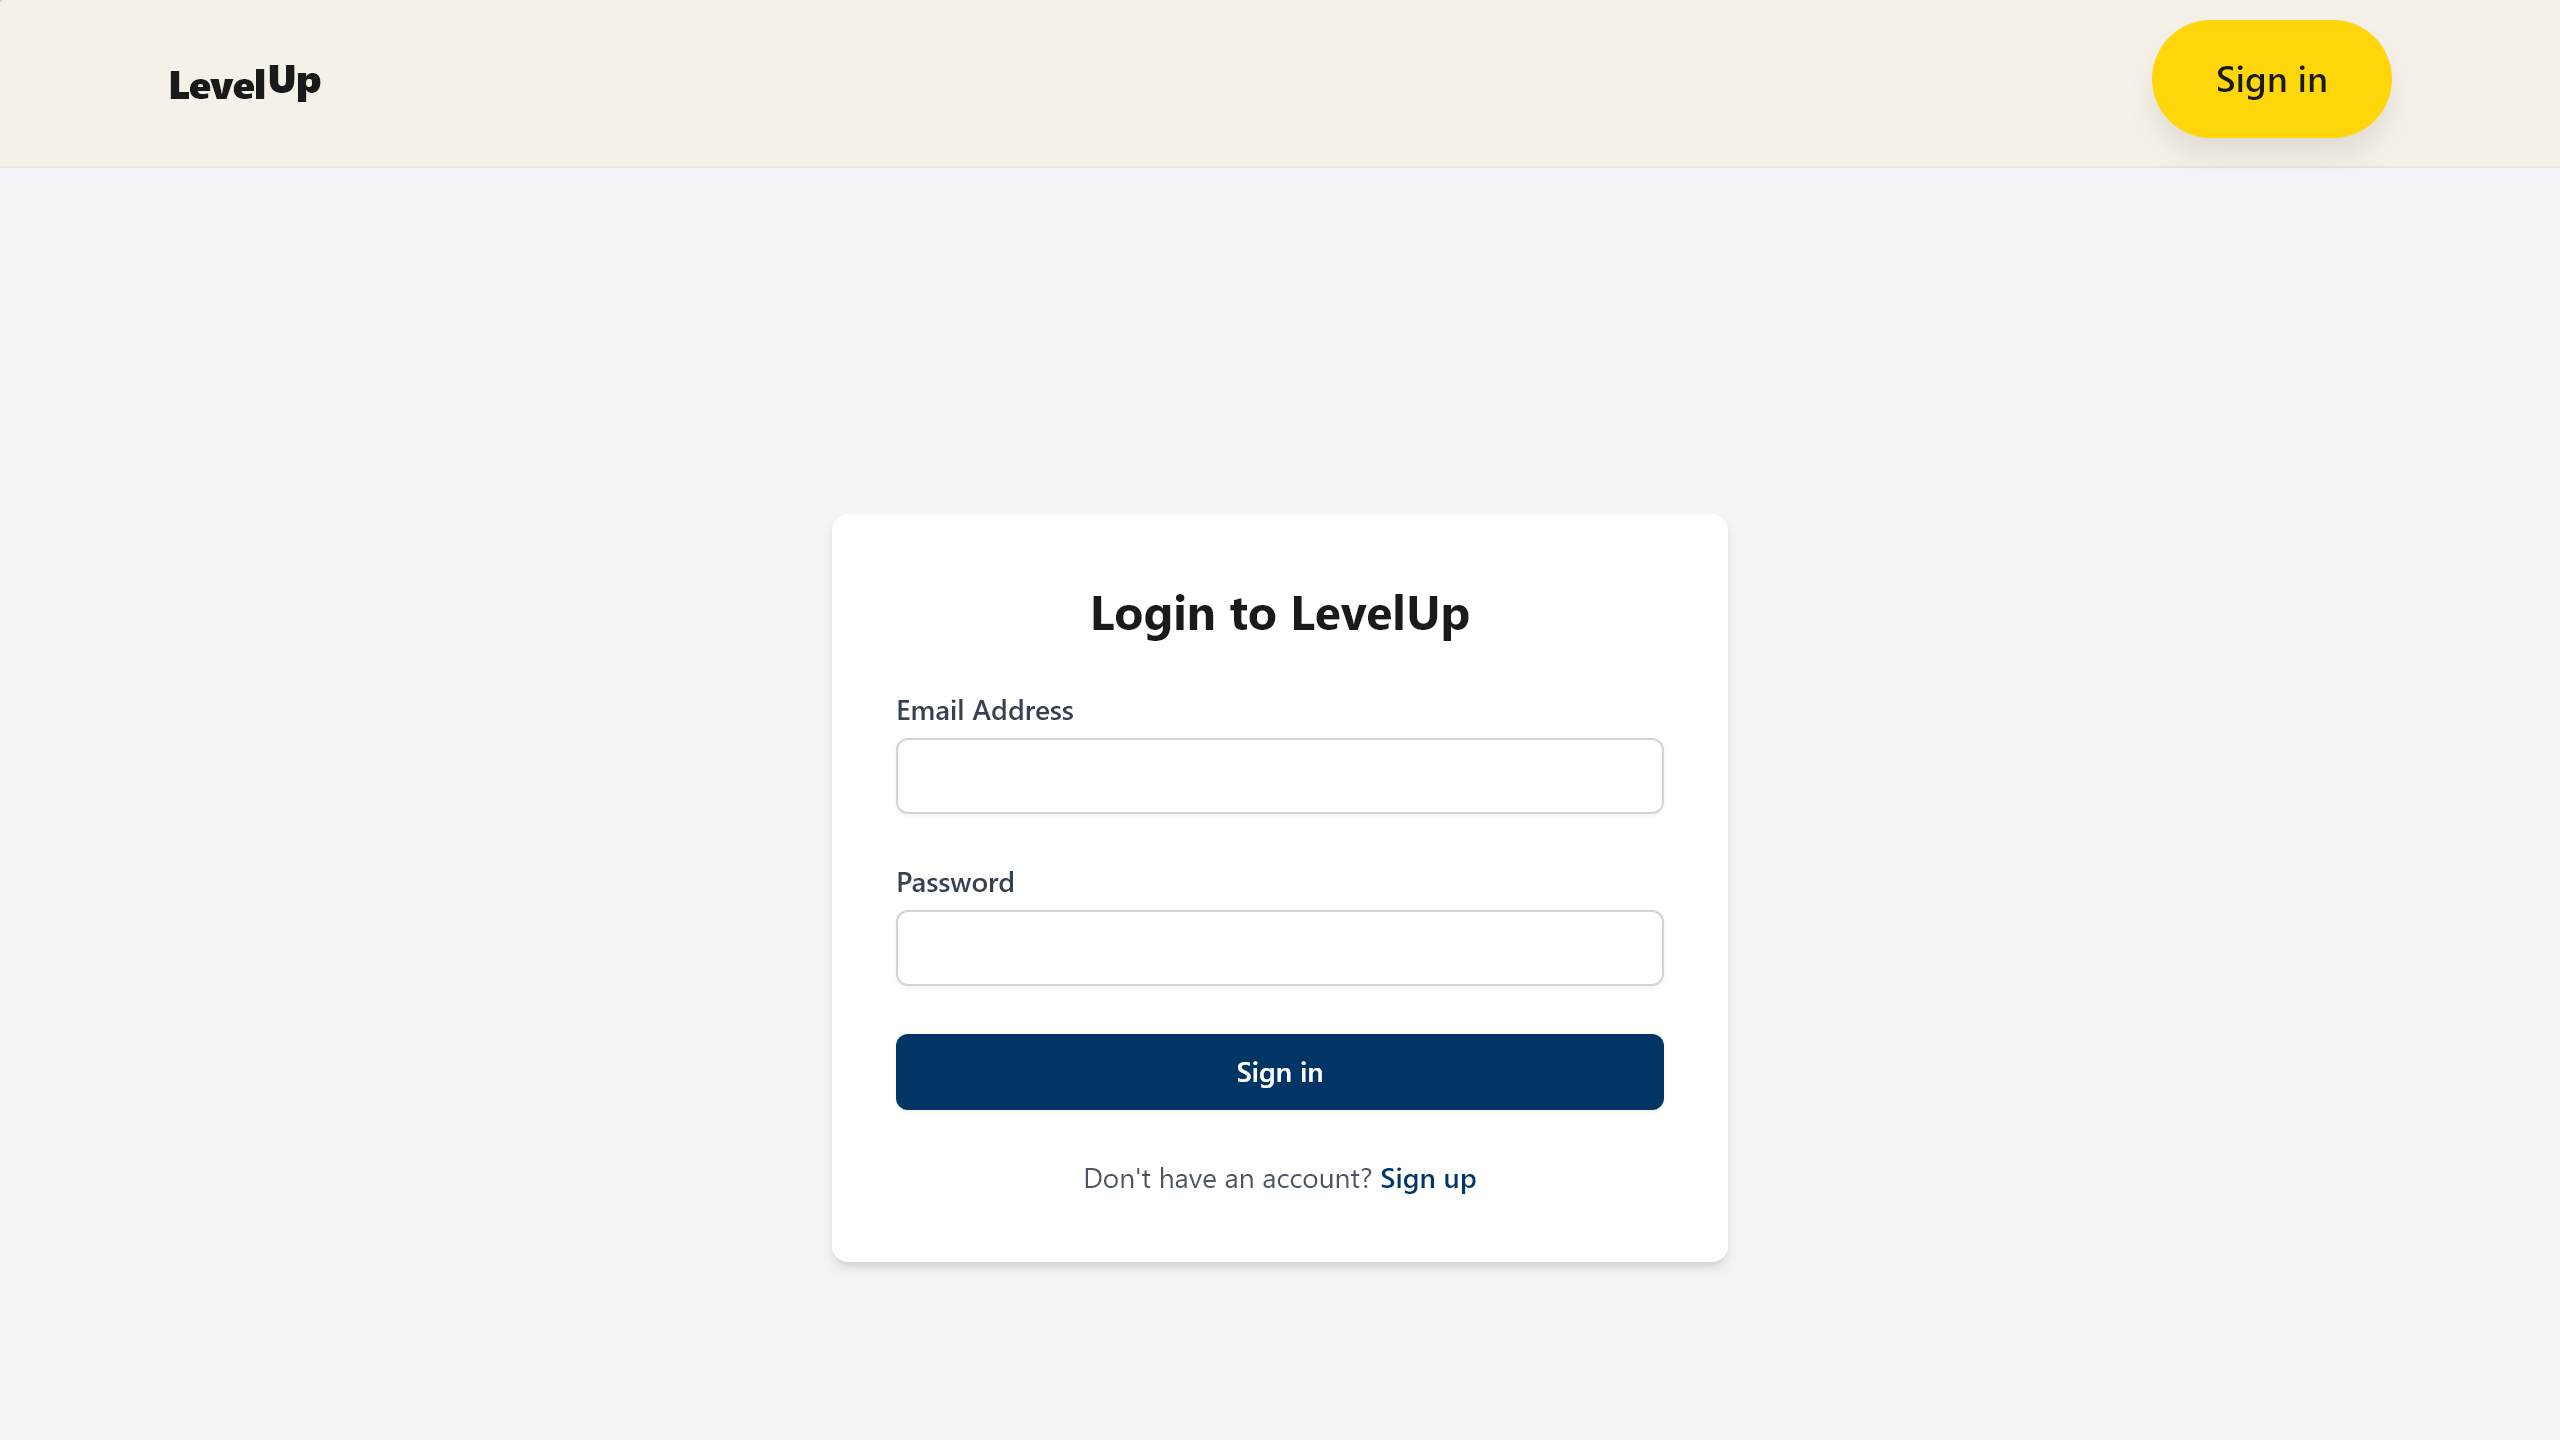 LevelUp
Sign in
Login to LevelUp
Email Address
Password
Sign in
Don't have an account? Sign up